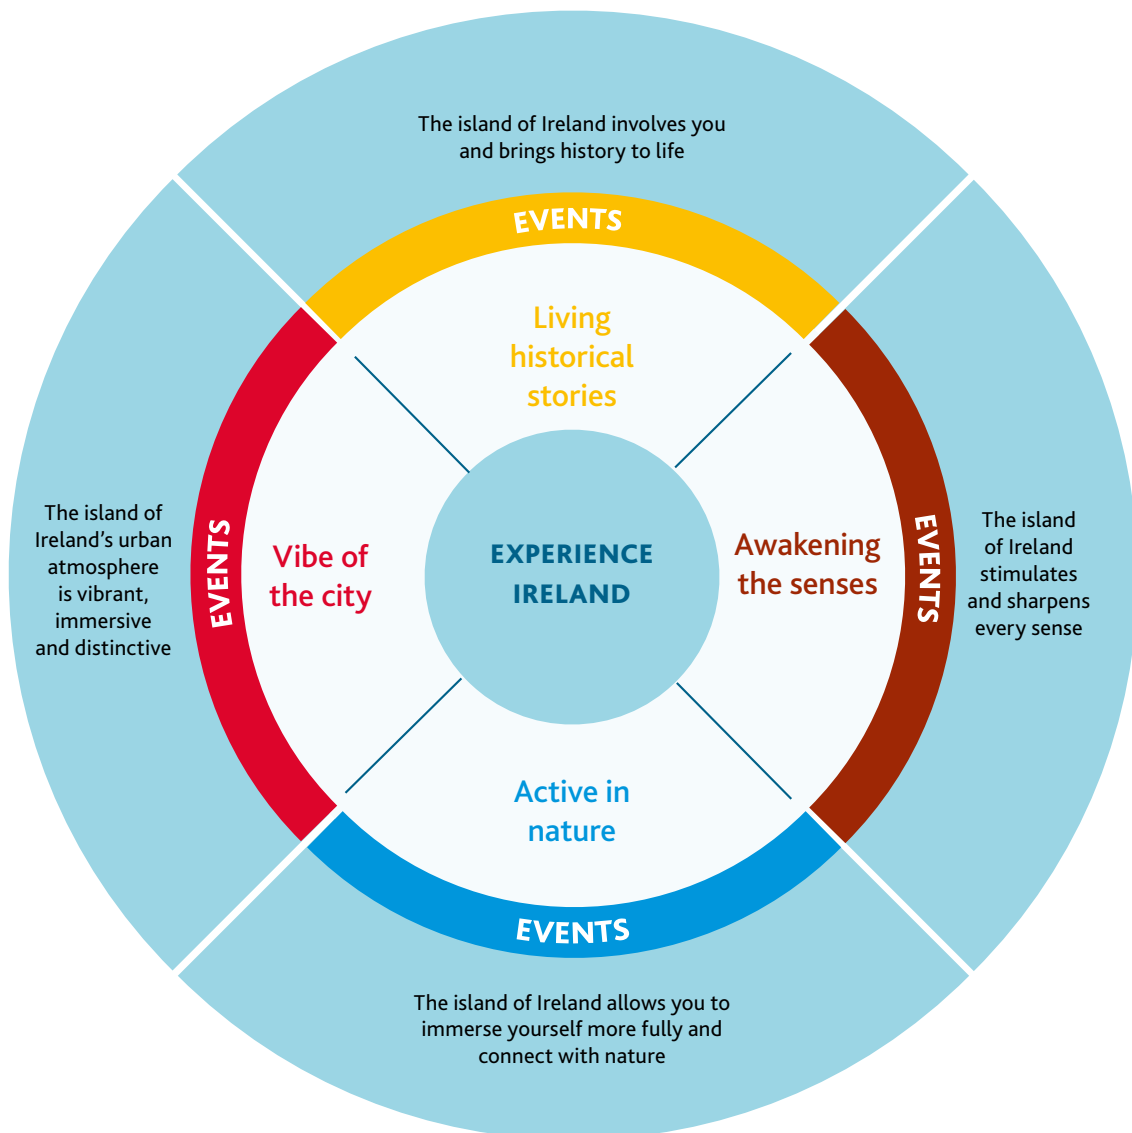 The island of Ireland involves you
and brings history to life
EVENTS
Living
historical
stories
The island of
Ireland’s urban
atmosphere
is vibrant,
immersive
and distinctive
EVENTS
Vibe of
the city
EXPERIENCE
IRELAND
Awakening
the senses
EVENTS
The island
of Ireland
stimulates
and sharpens
every sense
Active in
nature
EVENTS
The island of Ireland allows you to
immerse yourself more fully and
connect with nature